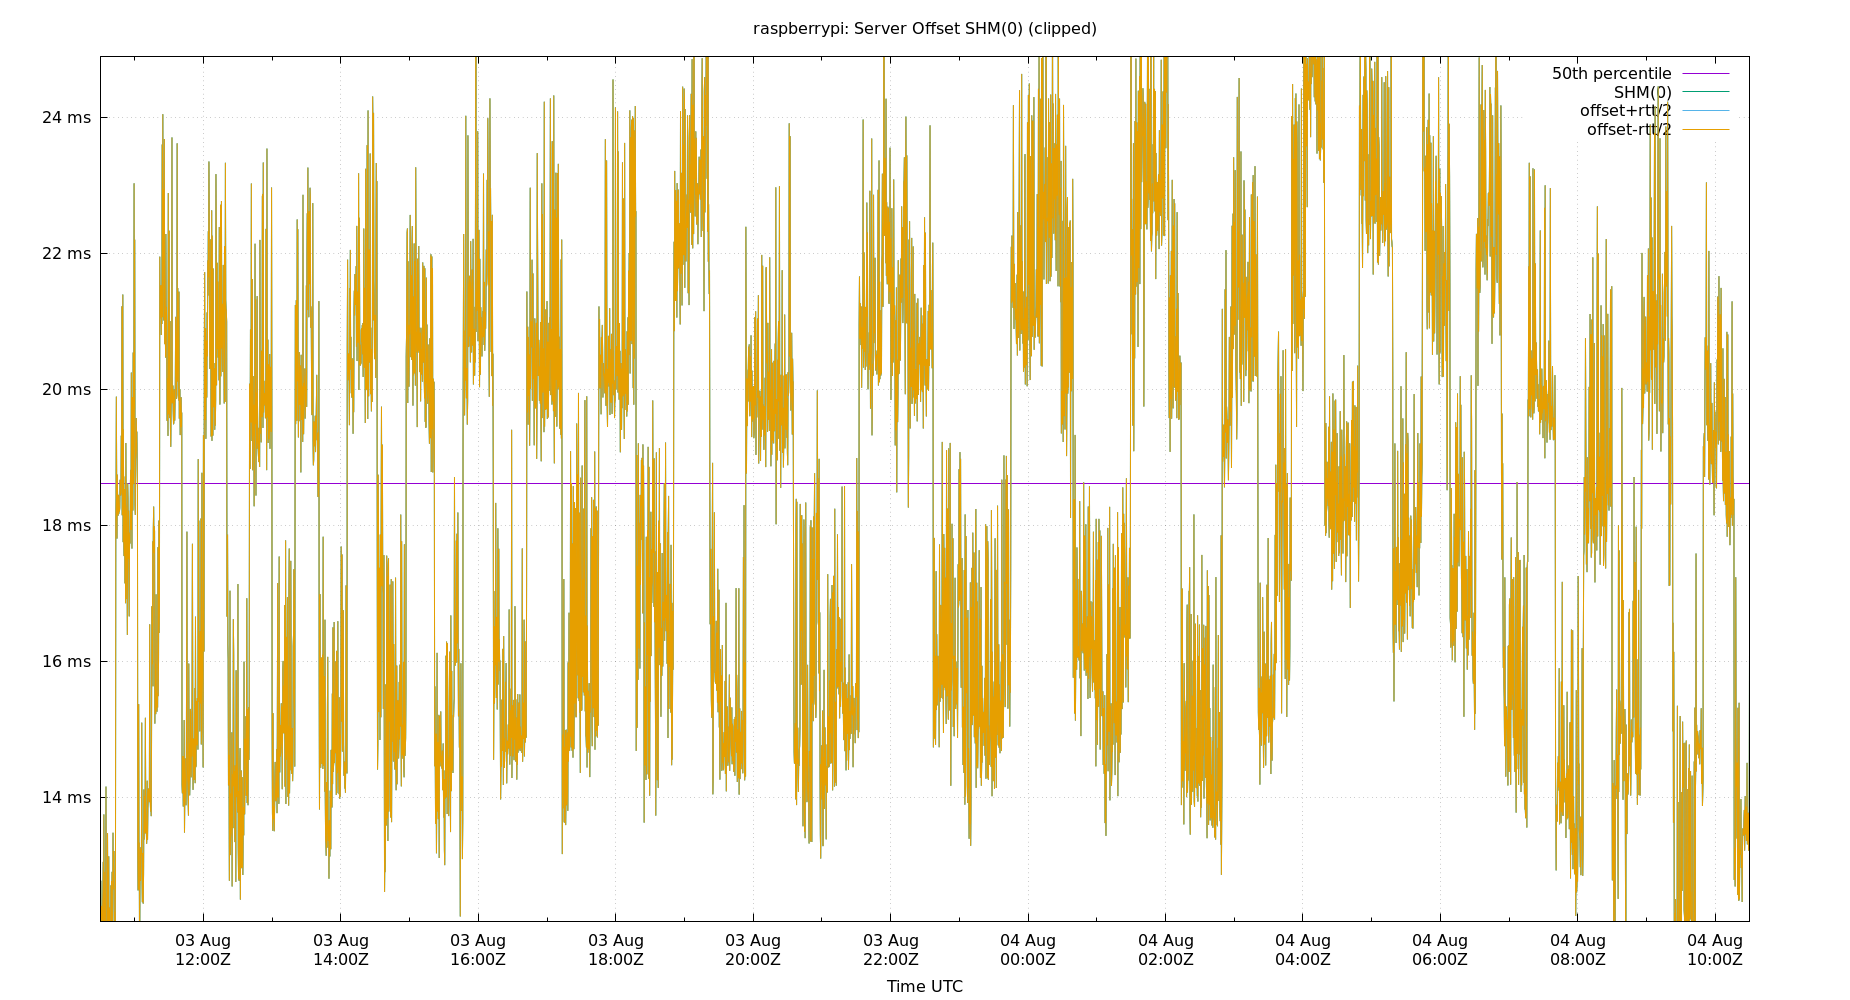 raspberrypi: Server Offset SHM(0) (clipped)
50th percentile
SHM(0)
offset+rtt/2
offset-rtt/2
24 ms
22 ms
20 ms
18 ms
16 ms
14 ms
03 Aug 03 Aug 03 Aug 03 Aug 03 Aug 03 Aug 04 Aug 04 Aug 04 Aug 04 Aug 04 Aug 04 Aug
12:00Z 14:00Z 16:00Z 18:00Z 20:00Z 22:00Z 00:00Z 02:00Z 04:00Z 06:00Z 08:00Z 10:00Z
Time UTC